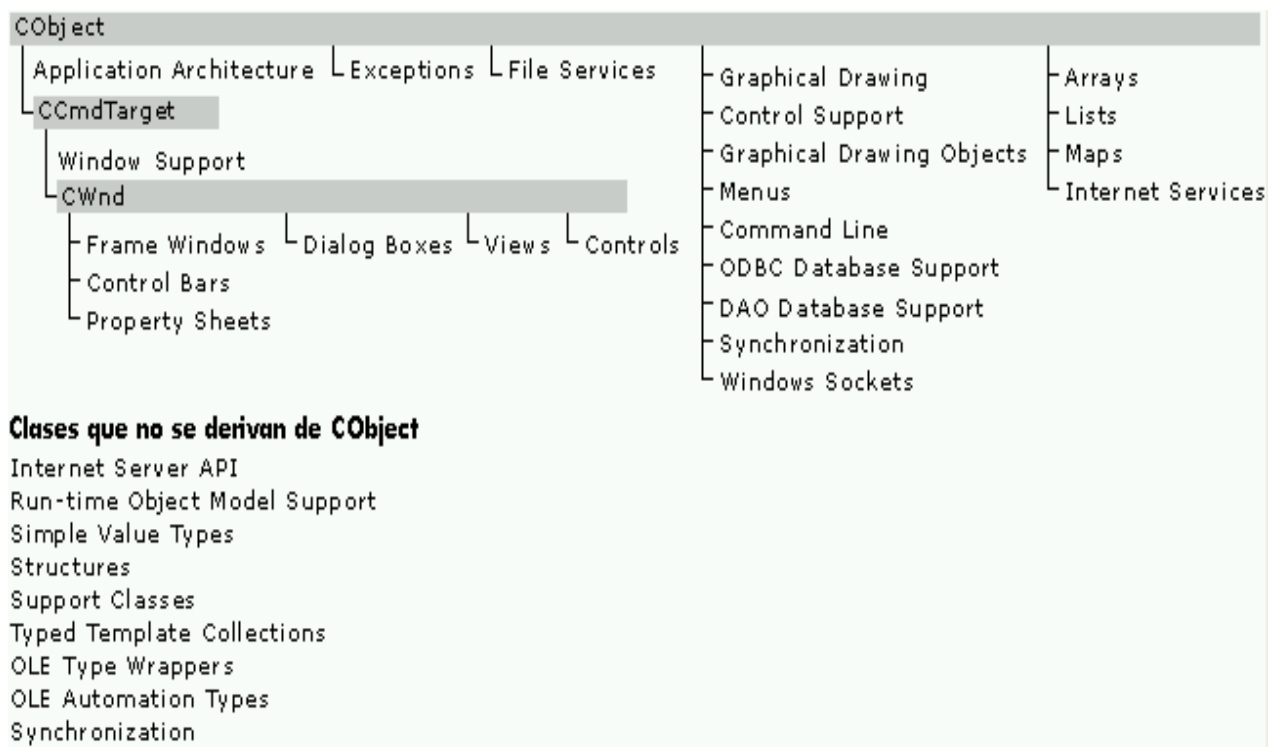 CObject
Application Architecture
Exceptions
File Services
CCmdTarget
Window Support
CWnd
Frame Windows
Control Bars
Property Sheets
Dialog Boxes
Views
Controls
Graphical Drawing
Control Support
Graphical Drawing Objects
Menus
Command Line
ODBC Database Support
DAO Database Support
Synchronization
Windows Sockets
Arrays
Lists
Maps
Internet Services
Clases que no se derivan de CObject
Internet Server API
Run-time Object Model Support
Simple Value Types
Structures
Support Classes
Typed Template Collections
OLE Type Wrappers
OLE Automation Types
Synchronization